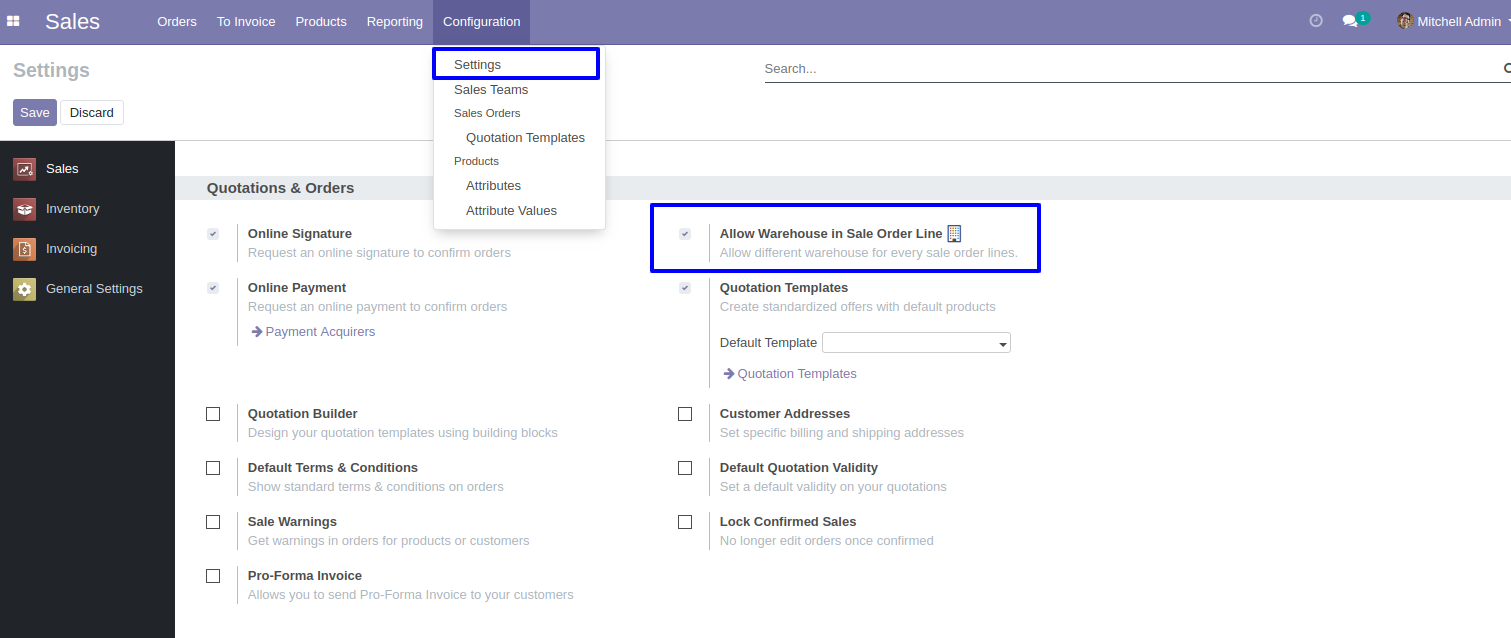 Sales
Orders
To Invoice
Products
Reporting
Configuration
1
Mitchell Admin
Settings
Search...
Save
Discard
Settings
Sales Teams
Sales Orders
Quotation Templates
Products
Attributes
Attribute Values
Sales
Inventory
Invoicing
General Settings
Quotations & Orders
Online Signature
Request an online signature to confirm orders
Allow Warehouse in Sale Order Line
Allow different warehouse for every sale order lines.
Online Payment
Request an online payment to confirm orders
Payment Acquirers
Quotation Templates
Create standardized offers with default products
Default Template
Quotation Templates
Quotation Builder
Design your quotation templates using building blocks
Customer Addresses
Set specific billing and shipping addresses
Default Terms & Conditions
Show standard terms & conditions on orders
Default Quotation Validity
Set a default validity on your quotations
Sale Warnings
Get warnings in orders for products or customers
Lock Confirmed Sales
No longer edit orders once confirmed
Pro-Forma Invoice
Allows you to send Pro-Forma Invoice to your customers